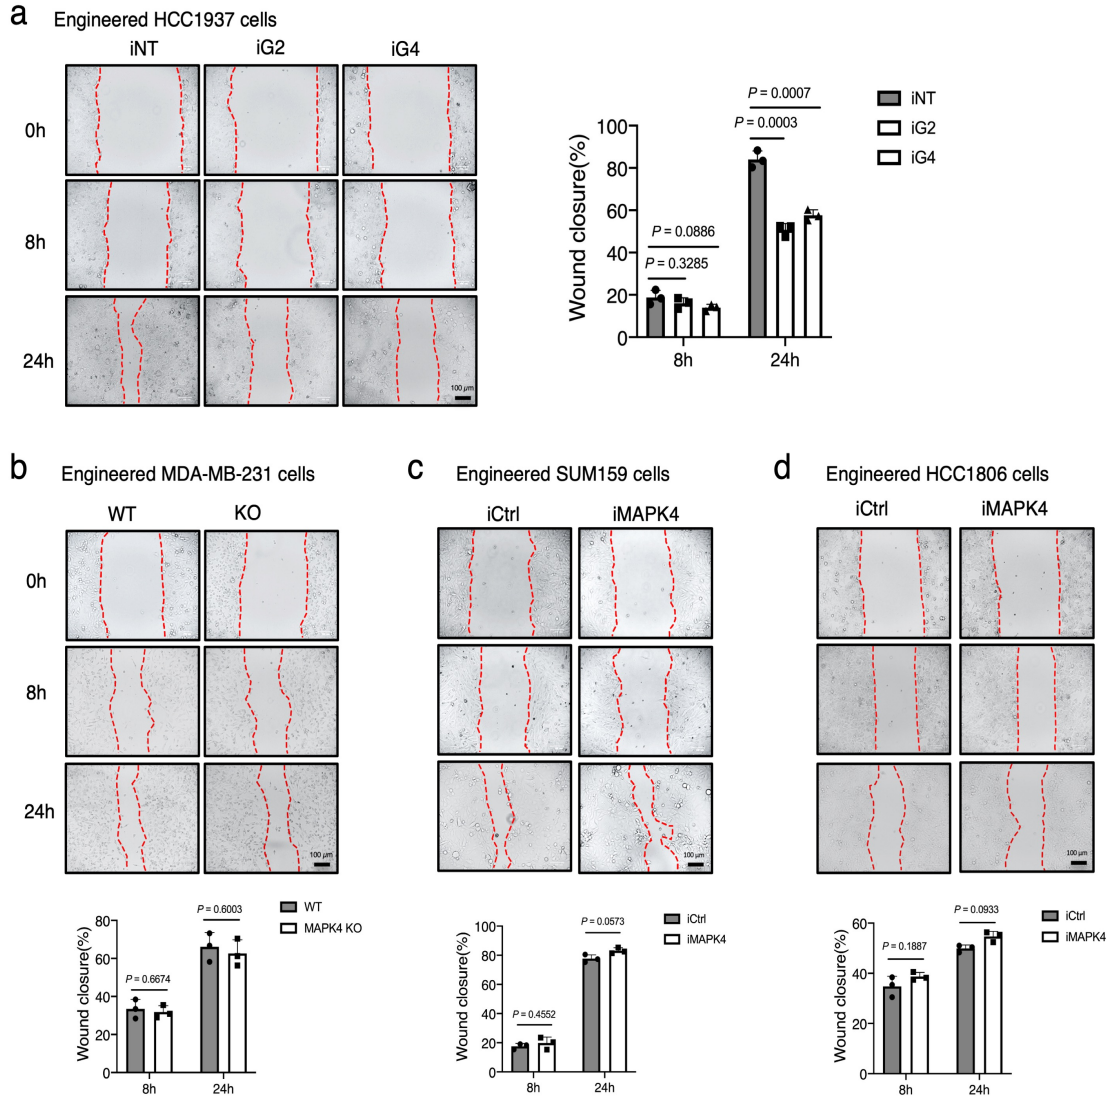 a Engineered HCC1937 cells
iNT iG2 iG4
0h
8h
24h
100 µm
Wound closure(%)
100
80
60
40
20
0
P = 0.0007
P = 0.0003
P = 0.0886
P = 0.3285
8h 24h
iNT
iG2
iG4
b Engineered MDA-MB-231 cells
WT KO
0h
8h
24h
100 µm
Wound closure(%)
80
60
40
20
0
P = 0.6003
P = 0.6674
8h 24h
WT
MAPK4 KO
c Engineered SUM159 cells
iCtrl iMAPK4
100 µm
Wound closure(%)
100
80
60
40
20
0
P = 0.0573
P = 0.4552
8h 24h
iCtrl
iMAPK4
d Engineered HCC1806 cells
iCtrl iMAPK4
100 µm
Wound closure(%)
60
40
20
0
P = 0.0933
P = 0.1887
8h 24h
iCtrl
iMAPK4